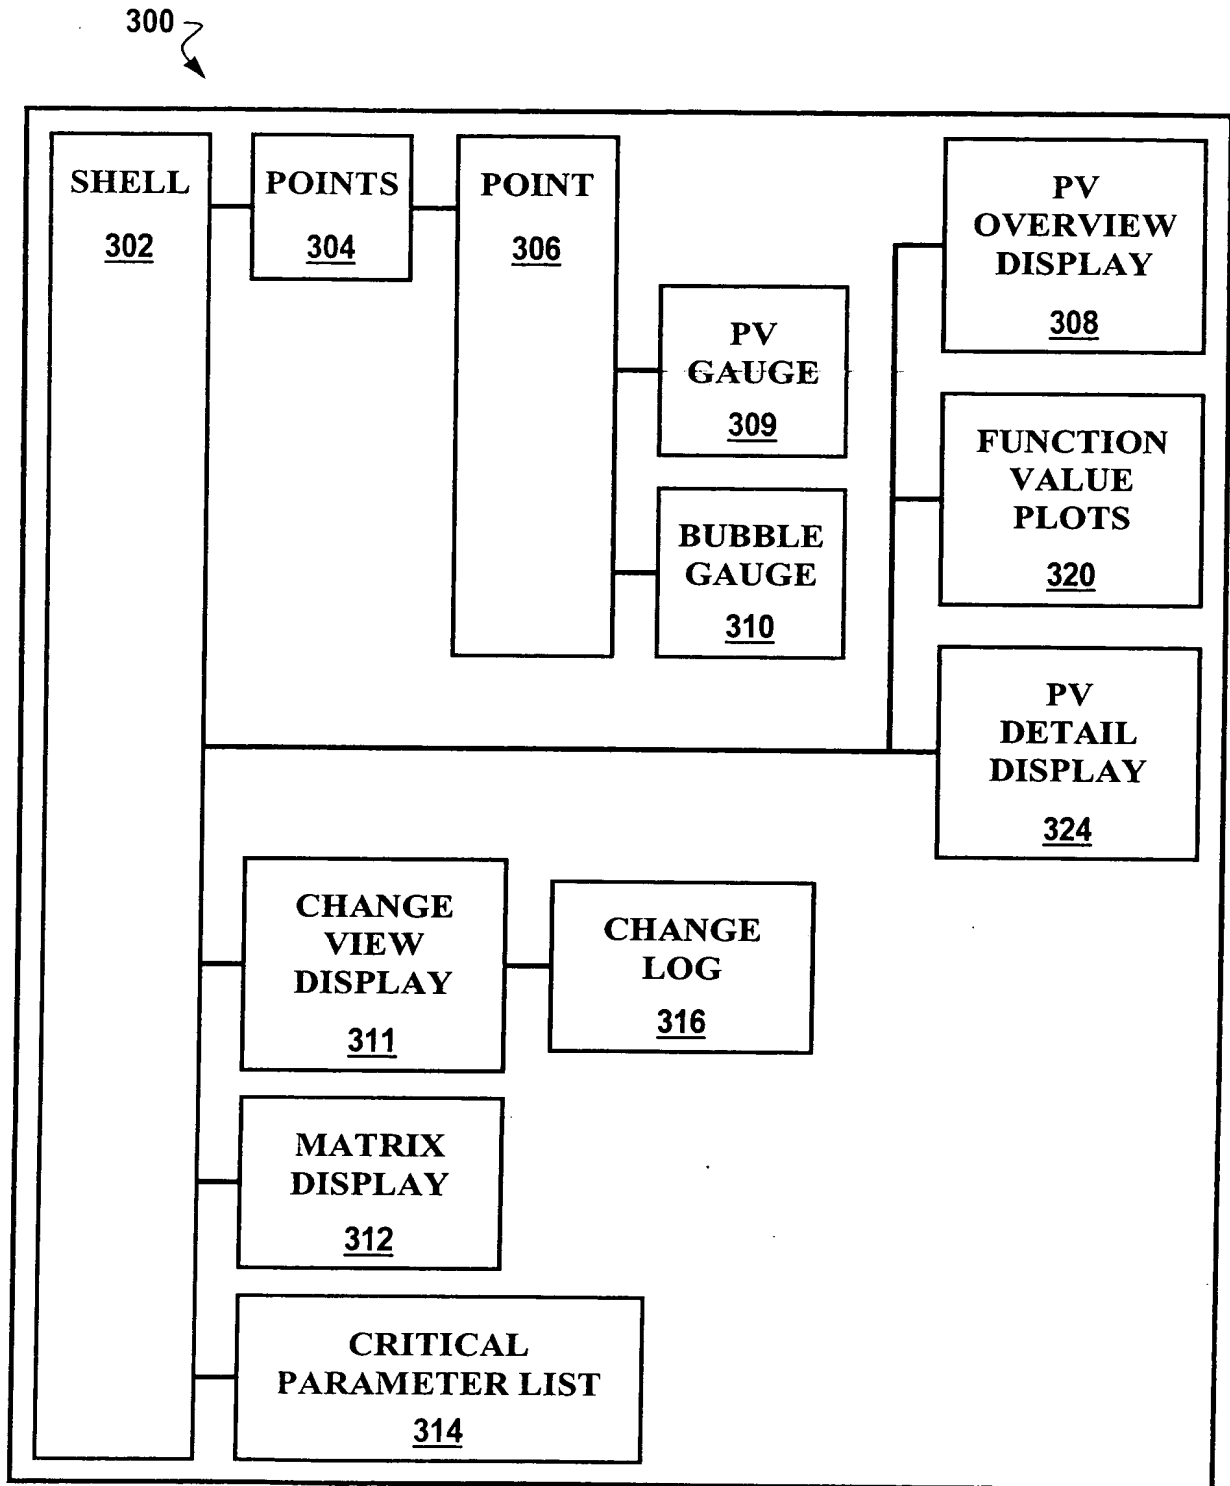 300
SHELL
302
POINTS
304
POINT
306
PV
GAUGE
309
BUBBLE
GAUGE
310
PV
OVERVIEW
DISPLAY
308
FUNCTION
VALUE
PLOTS
320
PV
DETAIL
DISPLAY
324
CHANGE
VIEW
DISPLAY
311
CHANGE
LOG
316
MATRIX
DISPLAY
312
CRITICAL
PARAMETER LIST
314